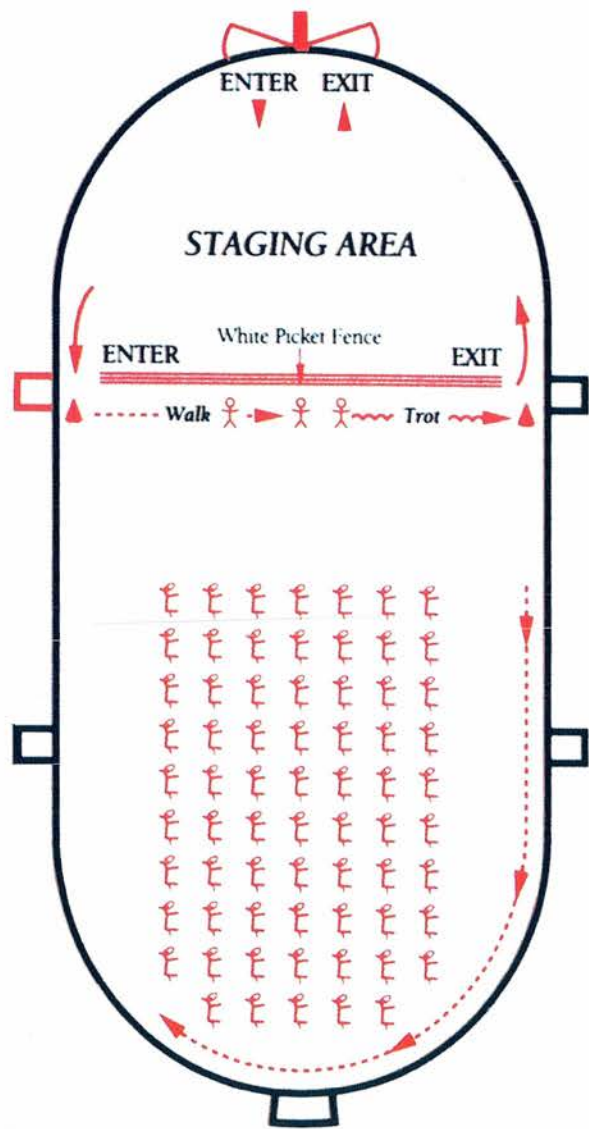 ENTER EXIT
STAGING AREA
White Picket Fence
ENTER EXIT
Walk Trot